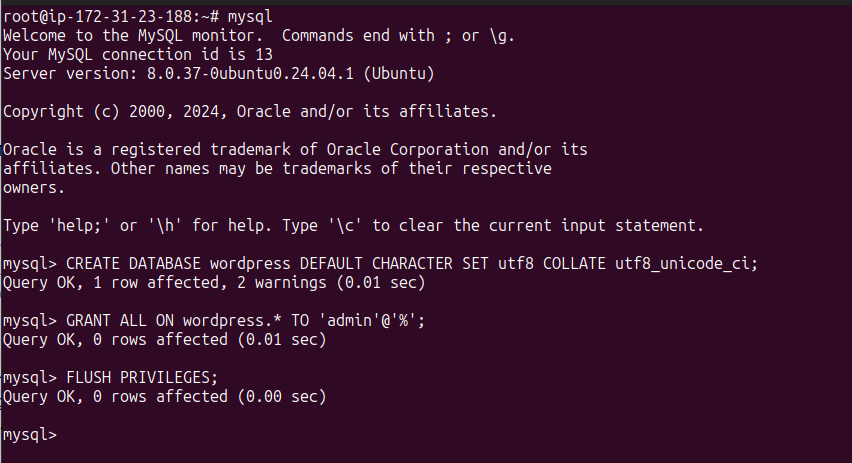 root@ip-172-31-23-188:~# mysql
Welcome to the MySQL monitor.  Commands end with ; or \g.
Your MySQL connection id is 13
Server version: 8.0.37-0ubuntu0.24.04.1 (Ubuntu)
Copyright (c) 2000, 2024, Oracle and/or its affiliates.
Oracle is a registered trademark of Oracle Corporation and/or its
affiliates. Other names may be trademarks of their respective
owners.
Type 'help;' or '\h' for help. Type '\c' to clear the current input statement.
mysql> CREATE DATABASE wordpress DEFAULT CHARACTER SET utf8 COLLATE utf8_unicode_ci;
Query OK, 1 row affected, 2 warnings (0.01 sec)
mysql> GRANT ALL ON wordpress.* TO 'admin'@'%';
Query OK, 0 rows affected (0.01 sec)
mysql> FLUSH PRIVILEGES;
Query OK, 0 rows affected (0.00 sec)
mysql>